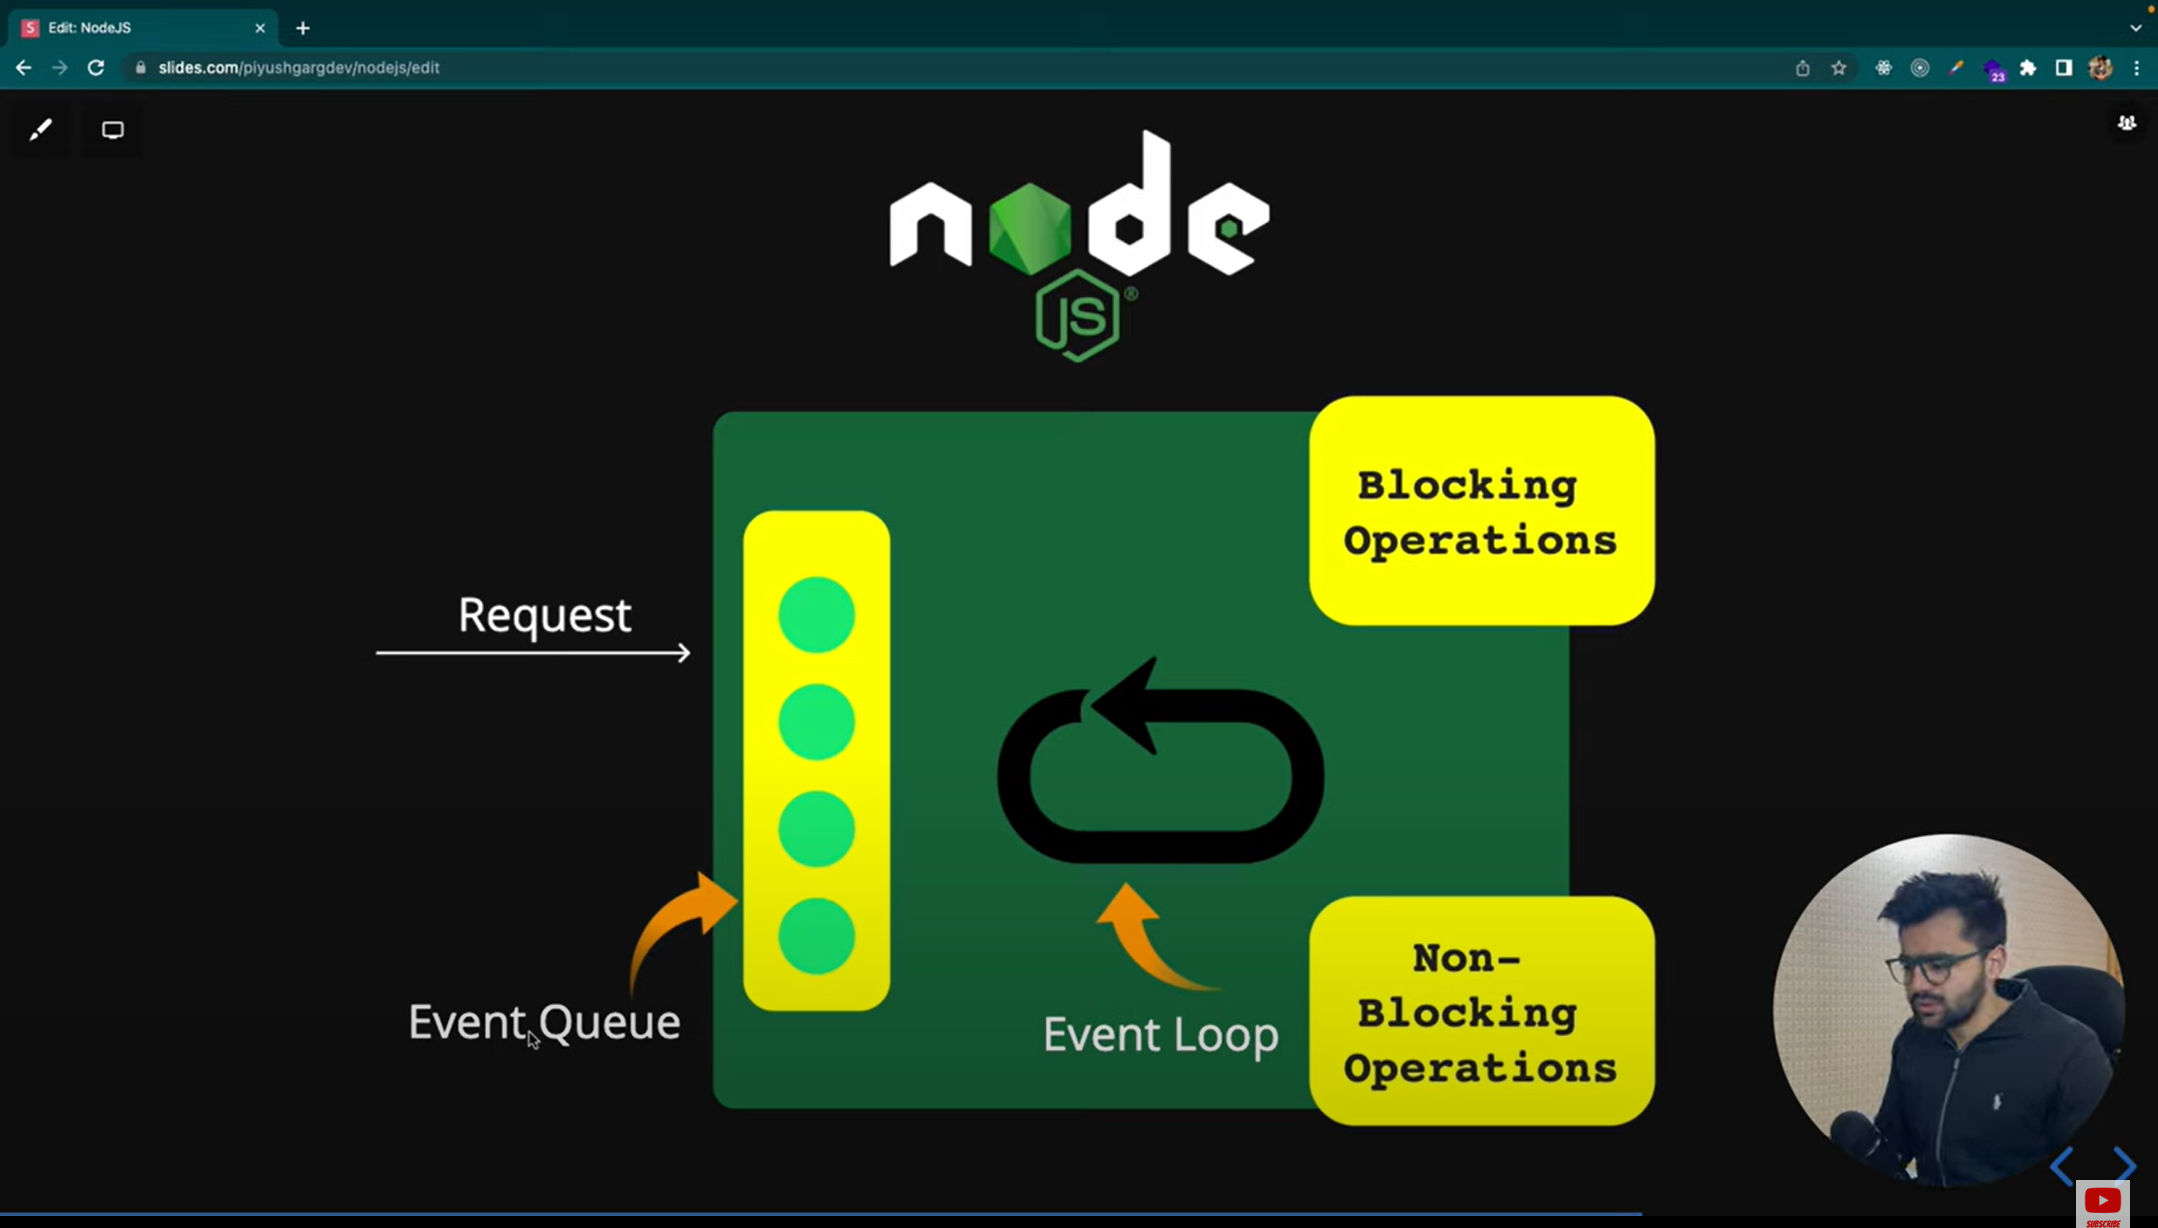 Edit: NodeJS
slides.com/piyushgargdev/nodejs/edit
23
node
JS®
Blocking
Operations
Request
Event Queue
Event Loop
Non-
Blocking
Operations
SUBSCRIBE